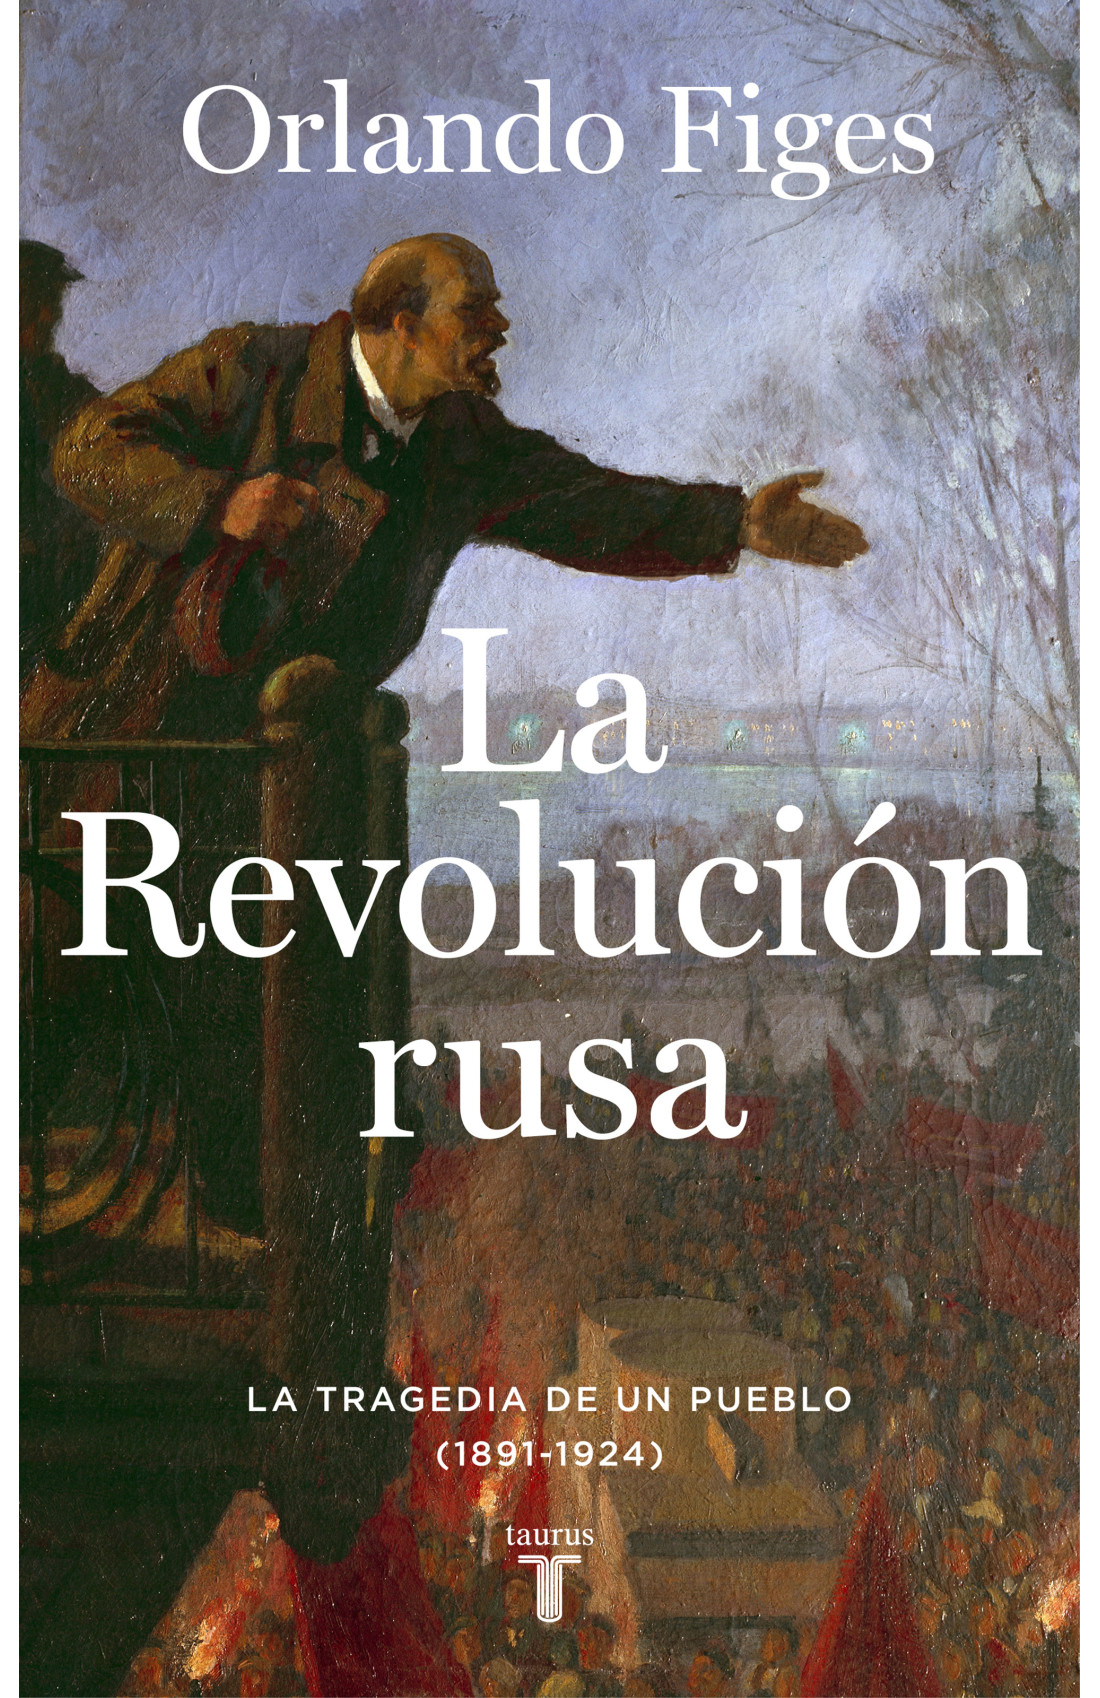 Orlando Figes
La
Revolución
rusa
LA TRAGEDIA DE UN PUEBLO
(1891-1924)
taurus